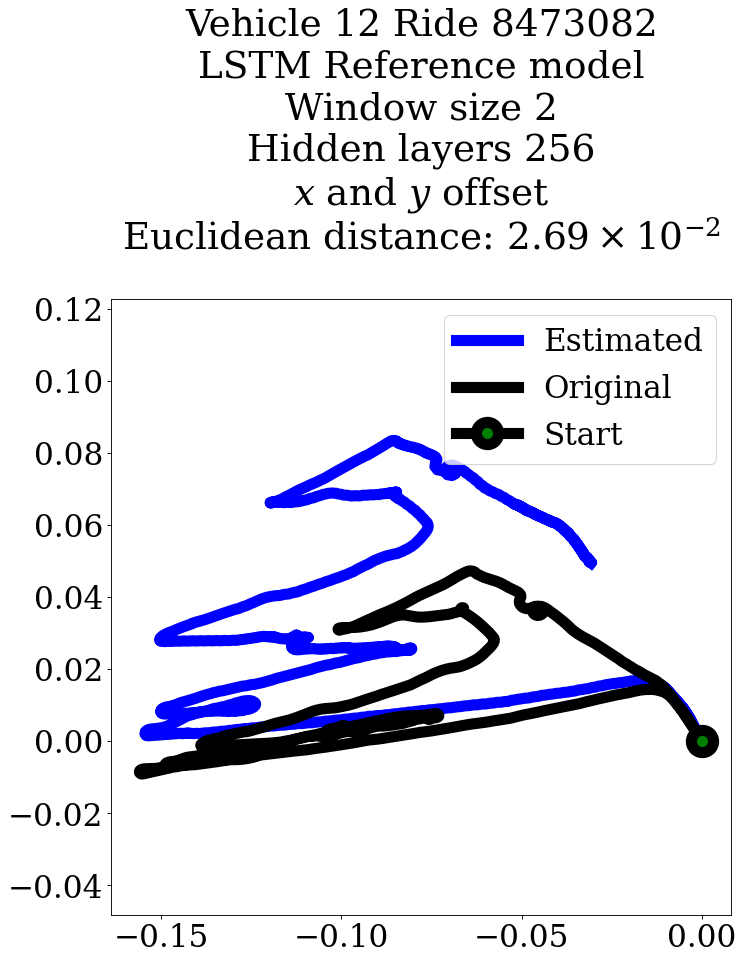 Vehicle 12 Ride 8473082
LSTM Reference model
Window size 2
Hidden layers 256
x and y offset
Euclidean distance: 2.69 × 10⁻²
Estimated
Original
Start
0.12
0.10
0.08
0.06
0.04
0.02
0.00
−0.02
−0.04
−0.15 −0.10 −0.05 0.00